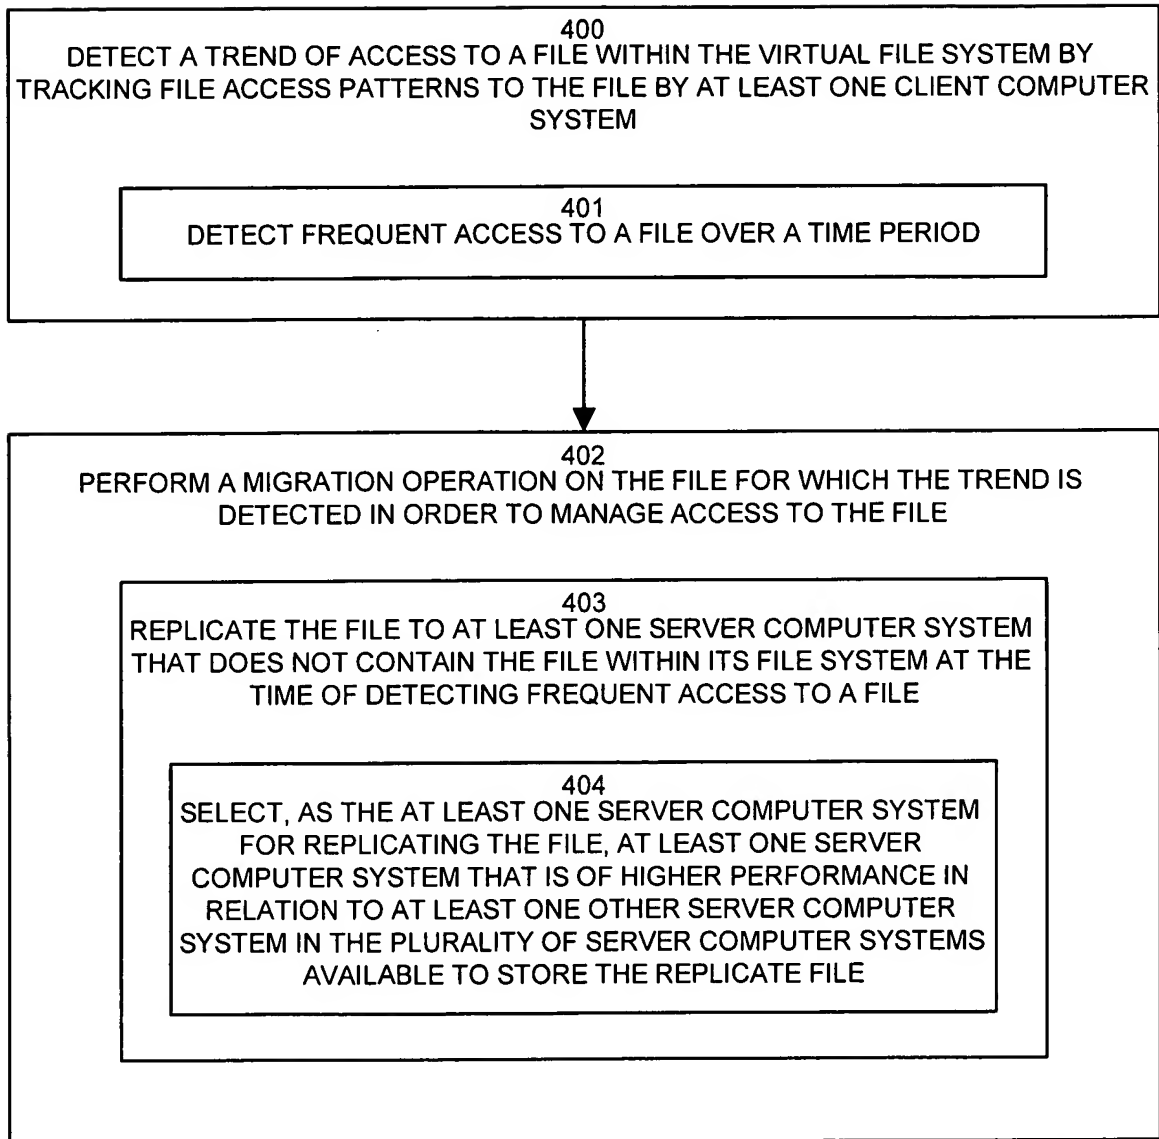 400
DETECT A TREND OF ACCESS TO A FILE WITHIN THE VIRTUAL FILE SYSTEM BY
TRACKING FILE ACCESS PATTERNS TO THE FILE BY AT LEAST ONE CLIENT COMPUTER
SYSTEM
401
DETECT FREQUENT ACCESS TO A FILE OVER A TIME PERIOD
402
PERFORM A MIGRATION OPERATION ON THE FILE FOR WHICH THE TREND IS
DETECTED IN ORDER TO MANAGE ACCESS TO THE FILE
403
REPLICATE THE FILE TO AT LEAST ONE SERVER COMPUTER SYSTEM
THAT DOES NOT CONTAIN THE FILE WITHIN ITS FILE SYSTEM AT THE
TIME OF DETECTING FREQUENT ACCESS TO A FILE
404
SELECT, AS THE AT LEAST ONE SERVER COMPUTER SYSTEM
FOR REPLICATING THE FILE, AT LEAST ONE SERVER
COMPUTER SYSTEM THAT IS OF HIGHER PERFORMANCE IN
RELATION TO AT LEAST ONE OTHER SERVER COMPUTER
SYSTEM IN THE PLURALITY OF SERVER COMPUTER SYSTEMS
AVAILABLE TO STORE THE REPLICATE FILE